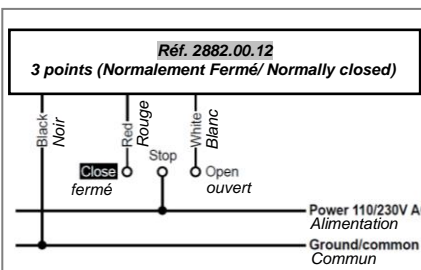 Réf. 2882.00.12
3 points (Normalement Fermé/ Normally closed)
Black
Noir
Red
Rouge
White
Blanc
Stop
Close
fermé
Open
ouvert
Power 110/230V A
Alimentation
Ground/common
Commun